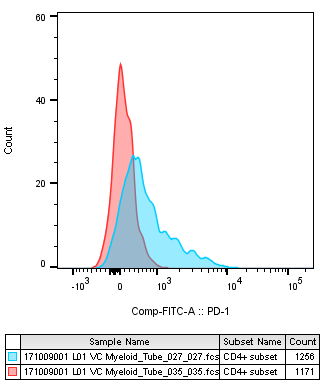 60
40
20
0
Count
-10³ 0 10³ 10⁴ 10⁵
Comp-FITC-A :: PD-1
Sample Name Subset Name Count
171009001 L01 VC Myeloid_Tube_027_027.fcs CD4+ subset 1256
171009001 L01 VC Myeloid_Tube_035_035.fcs CD4+ subset 1171